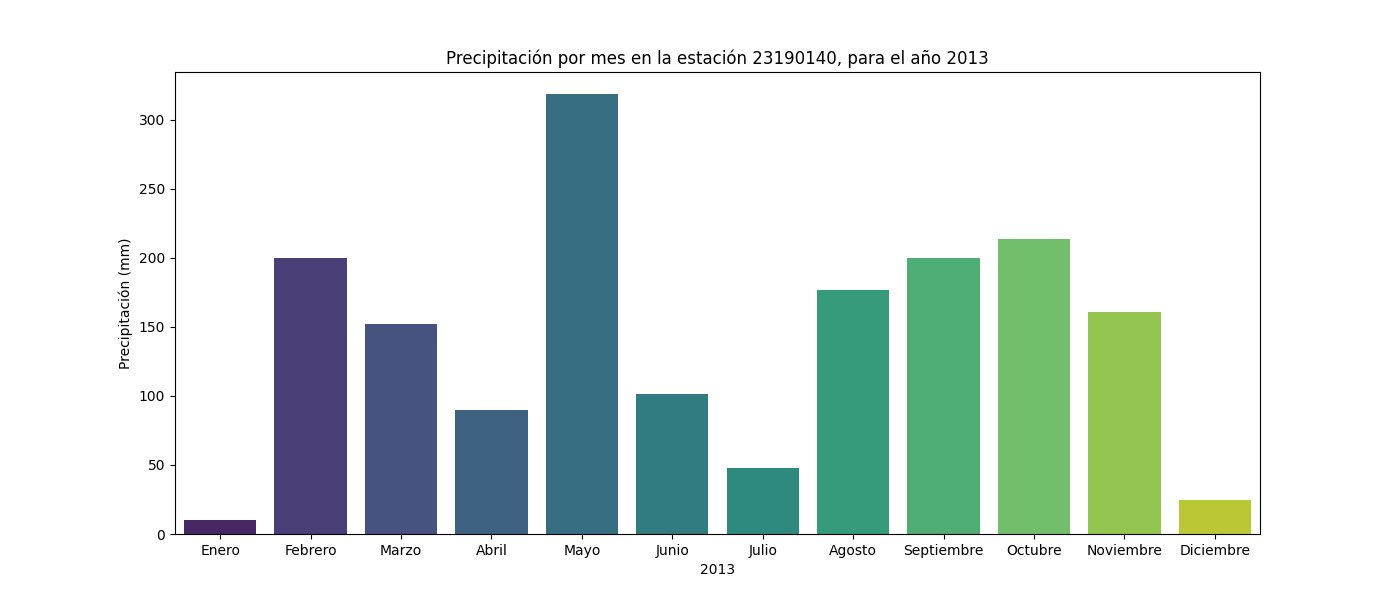 Precipitación por mes en la estación 23190140, para el año 2013
Precipitación (mm)
300
250
200
150
100
50
0
Enero Febrero Marzo Abril Mayo Junio Julio Agosto Septiembre Octubre Noviembre Diciembre
2013